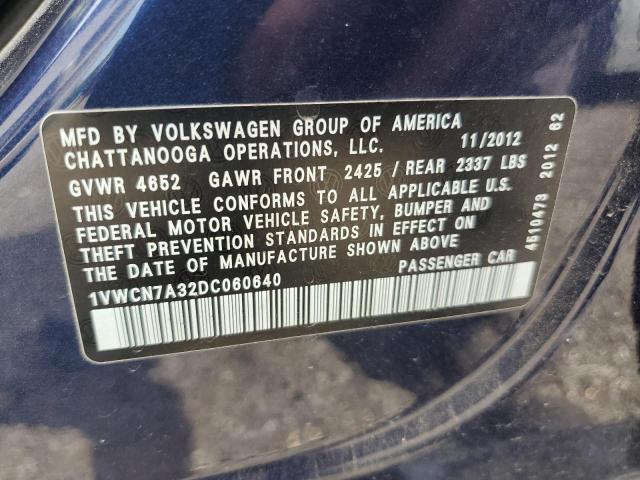 MFD BY VOLKSWAGEN GROUP OF AMERICA
CHATTANOOGA OPERATIONS, LLC. 11/2012
GVWR 4652 GAWR FRONT 2425 / REAR 2337 LBS
THIS VEHICLE CONFORMS TO ALL APPLICABLE U.S.
FEDERAL MOTOR VEHICLE SAFETY, BUMPER AND
THEFT PREVENTION STANDARDS IN EFFECT ON
THE DATE OF MANUFACTURE SHOWN ABOVE
1VWCN7A32DC060640 PASSENGER CAR
A510473 2012 62